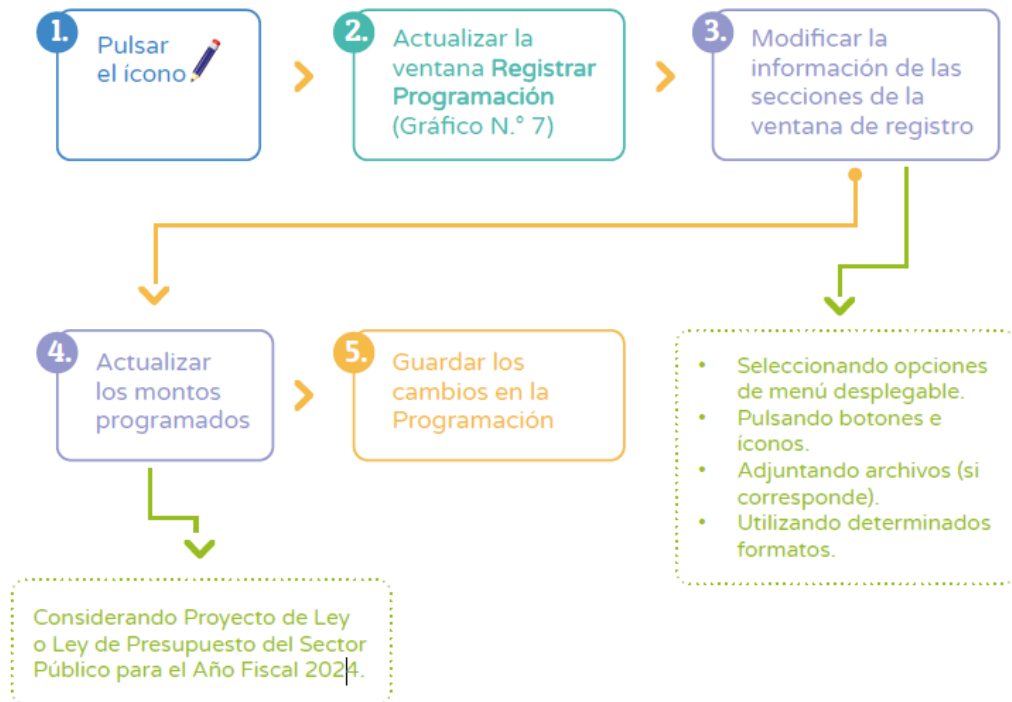 1.
Pulsar
el ícono
2.
Actualizar la
ventana Registrar
Programación
(Gráfico N.° 7)
3.
Modificar la
información de las
secciones de la
ventana de registro
4.
Actualizar
los montos
programados
5.
Guardar los
cambios en la
Programación
• Seleccionando opciones
de menú desplegable.
• Pulsando botones e
íconos.
• Adjuntando archivos (si
corresponde).
• Utilizando determinados
formatos.
Considerando Proyecto de Ley
o Ley de Presupuesto del Sector
Público para el Año Fiscal 2024.